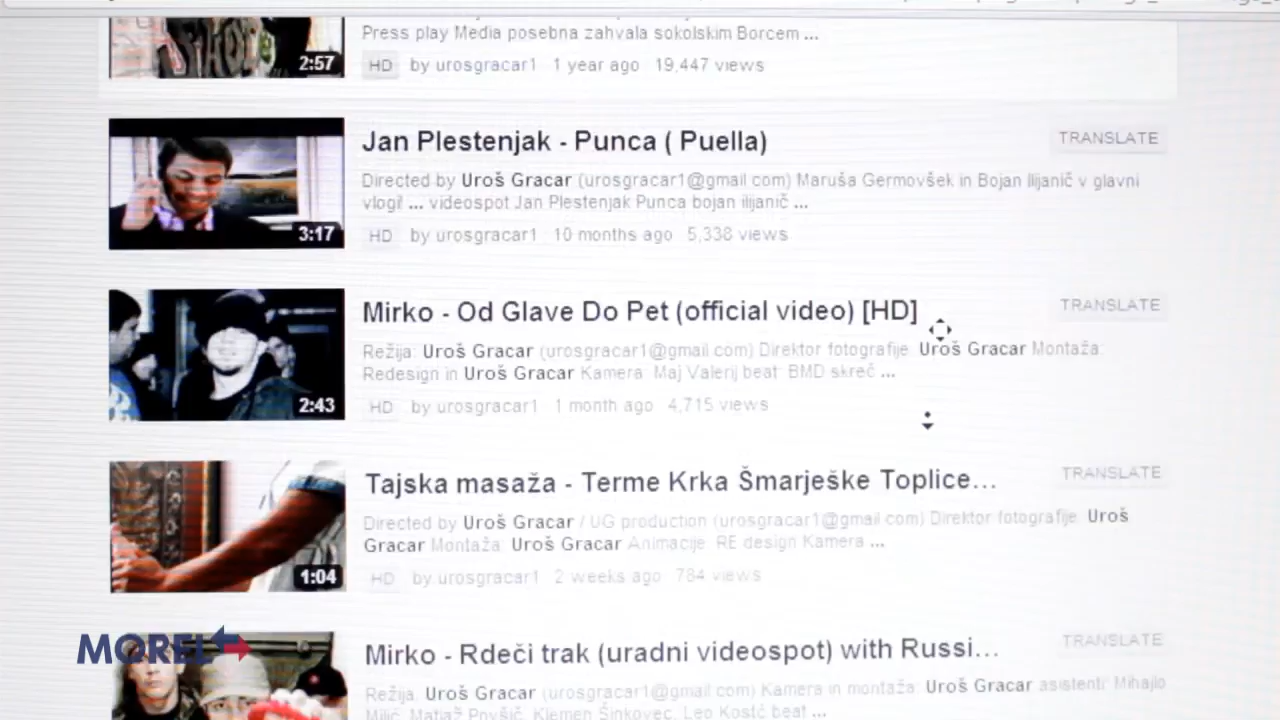 Press play Media posebna zahvala sokolskim Borcem ...
2:57
HD by urosgracar1 1 year ago 19,447 views
Jan Plestenjak - Punca ( Puella)
TRANSLATE
Directed by Uroš Gracar (urosgracar1@gmail.com) Maruša Germovšek in Bojan Ilijanič v glavni
vlogi! ... videospot Jan Plestenjak Punca bojan ilijanič ...
3:17
HD by urosgracar1 10 months ago 5,338 views
Mirko - Od Glave Do Pet (official video) [HD]
TRANSLATE
Režija: Uroš Gracar (urosgracar1@gmail.com) Direktor fotografije: Uroš Gracar Montaža:
Redesign in Uroš Gracar Kamera: Maj Valerij beat: BMD skreč ...
2:43
HD by urosgracar1 1 month ago 4,715 views
Tajska masaža - Terme Krka Šmarješke Toplice...
TRANSLATE
Directed by Uroš Gracar / UG production (urosgracar1@gmail.com) Direktor fotografije: Uroš
Gracar Montaža: Uroš Gracar Animacije: RE design Kamera ...
1:04
HD by urosgracar1 2 weeks ago 784 views
MOREL
Mirko - Rdeči trak (uradni videospot) with Russi...
TRANSLATE
Režija: Uroš Gracar (urosgracar1@gmail.com) Kamera in montaža: Uroš Gracar asistenti: Mihajlo
Milić, Matjaž Pnyšič, Klemen Šinkovec, Leo Kostć beat ...